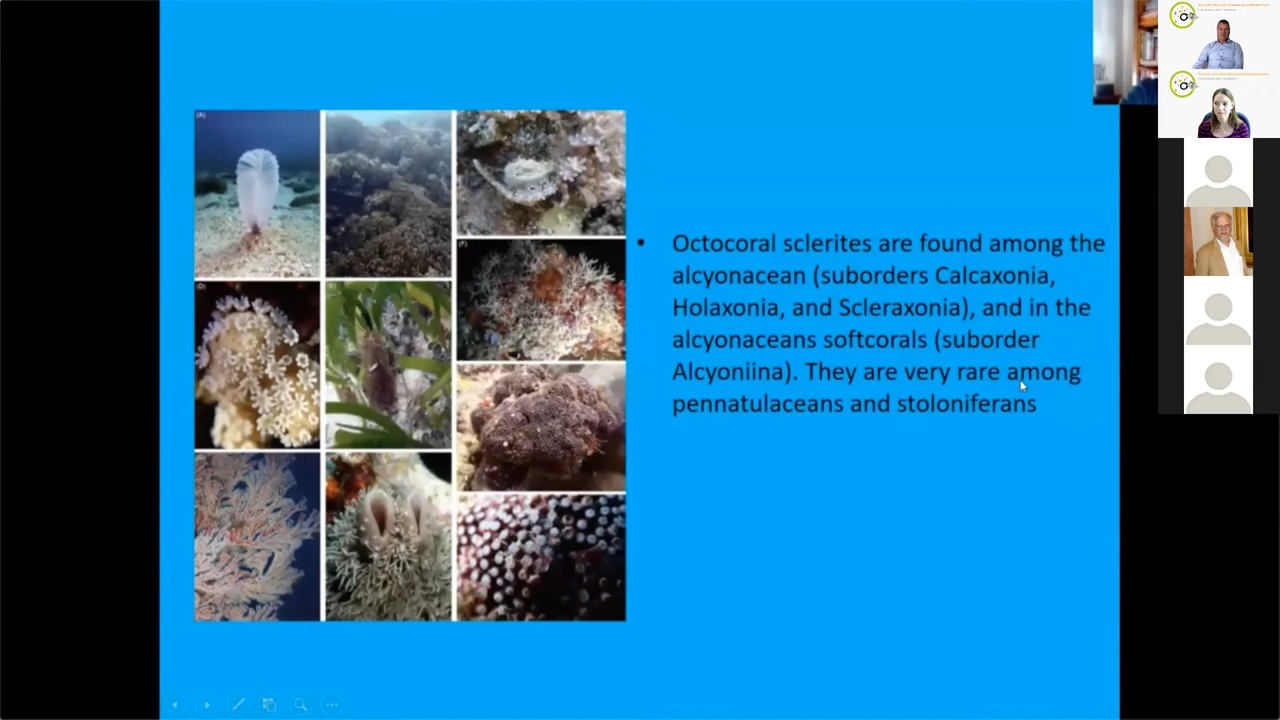 (A)
• Octocoral sclerites are found among the
alcyonacean (suborders Calcaxonia,
Holaxonia, and Scleraxonia), and in the
alcyonaceans softcorals (suborder
Alcyoniina). They are very rare among
pennatulaceans and stoloniferans